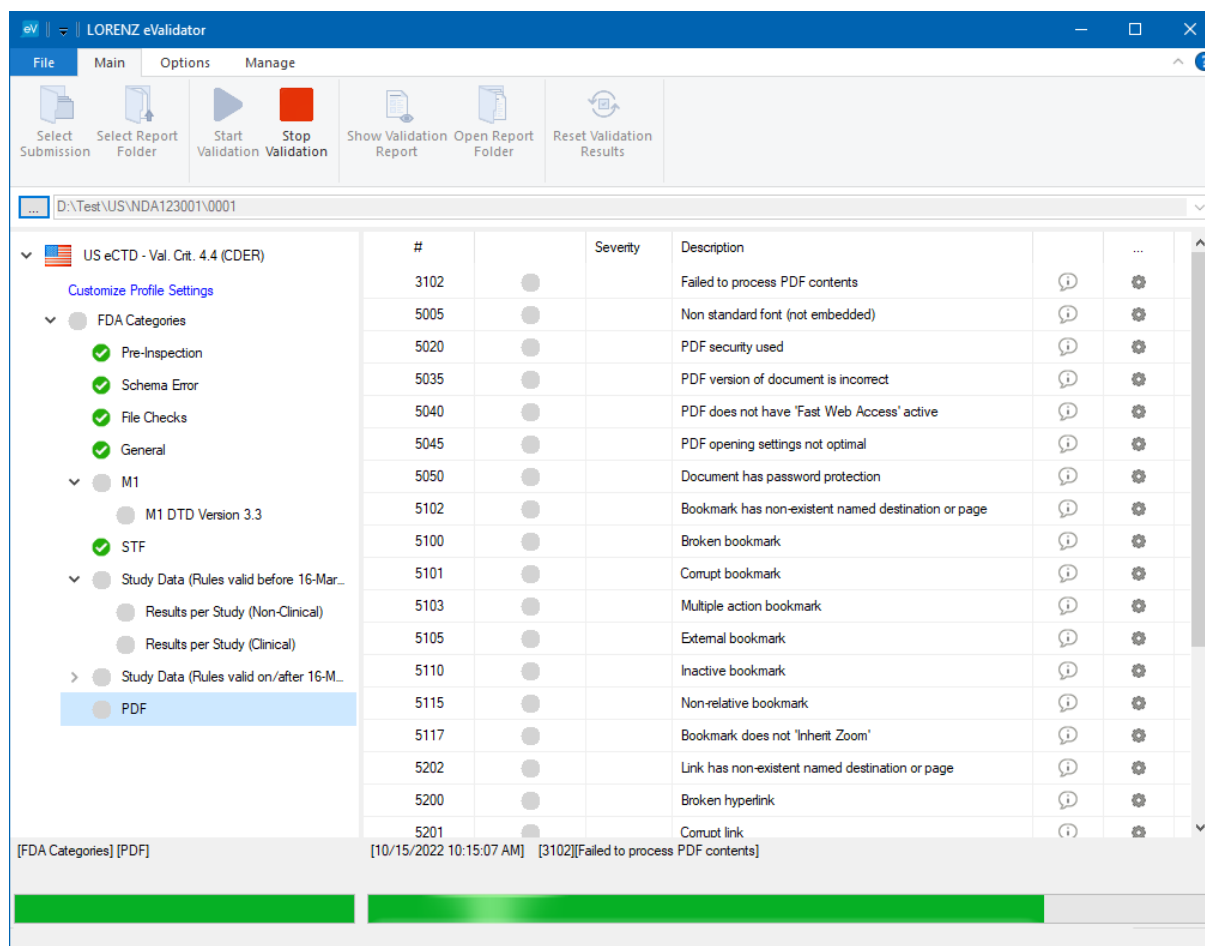 eV LORENZ eValidator
File Main Options Manage
Select Submission
Select Report Folder
Start Validation
Stop Validation
Show Validation Report
Open Report Folder
Reset Validation Results
... D:\Test\US\NDA123001\0001
US eCTD - Val. Crit. 4.4 (CDER)
Customize Profile Settings
FDA Categories
Pre-Inspection
Schema Error
File Checks
General
M1
M1 DTD Version 3.3
STF
Study Data (Rules valid before 16-Mar...
Results per Study (Non-Clinical)
Results per Study (Clinical)
Study Data (Rules valid on/after 16-M...
PDF
# Severity Description ...
3102 Failed to process PDF contents
5005 Non standard font (not embedded)
5020 PDF security used
5035 PDF version of document is incorrect
5040 PDF does not have 'Fast Web Access' active
5045 PDF opening settings not optimal
5050 Document has password protection
5102 Bookmark has non-existent named destination or page
5100 Broken bookmark
5101 Corrupt bookmark
5103 Multiple action bookmark
5105 External bookmark
5110 Inactive bookmark
5115 Non-relative bookmark
5117 Bookmark does not 'Inherit Zoom'
5202 Link has non-existent named destination or page
5200 Broken hyperlink
5201 Corrupt link
[FDA Categories] [PDF] [10/15/2022 10:15:07 AM] [3102][Failed to process PDF contents]